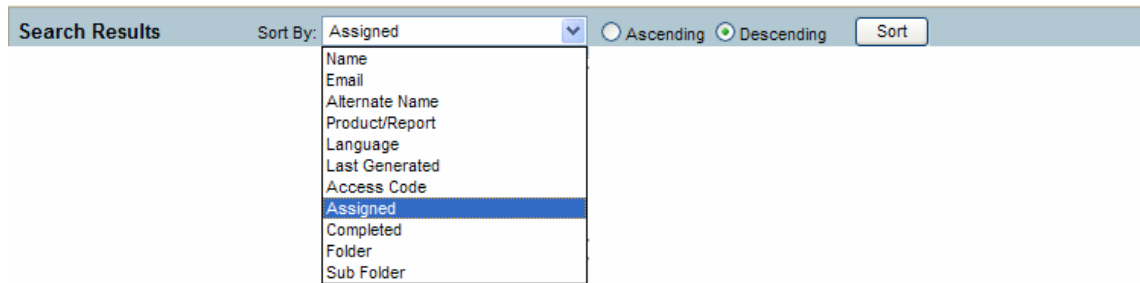 Search Results Sort By: Assigned Ascending Descending Sort
Name
Email
Alternate Name
Product/Report
Language
Last Generated
Access Code
Assigned
Completed
Folder
Sub Folder